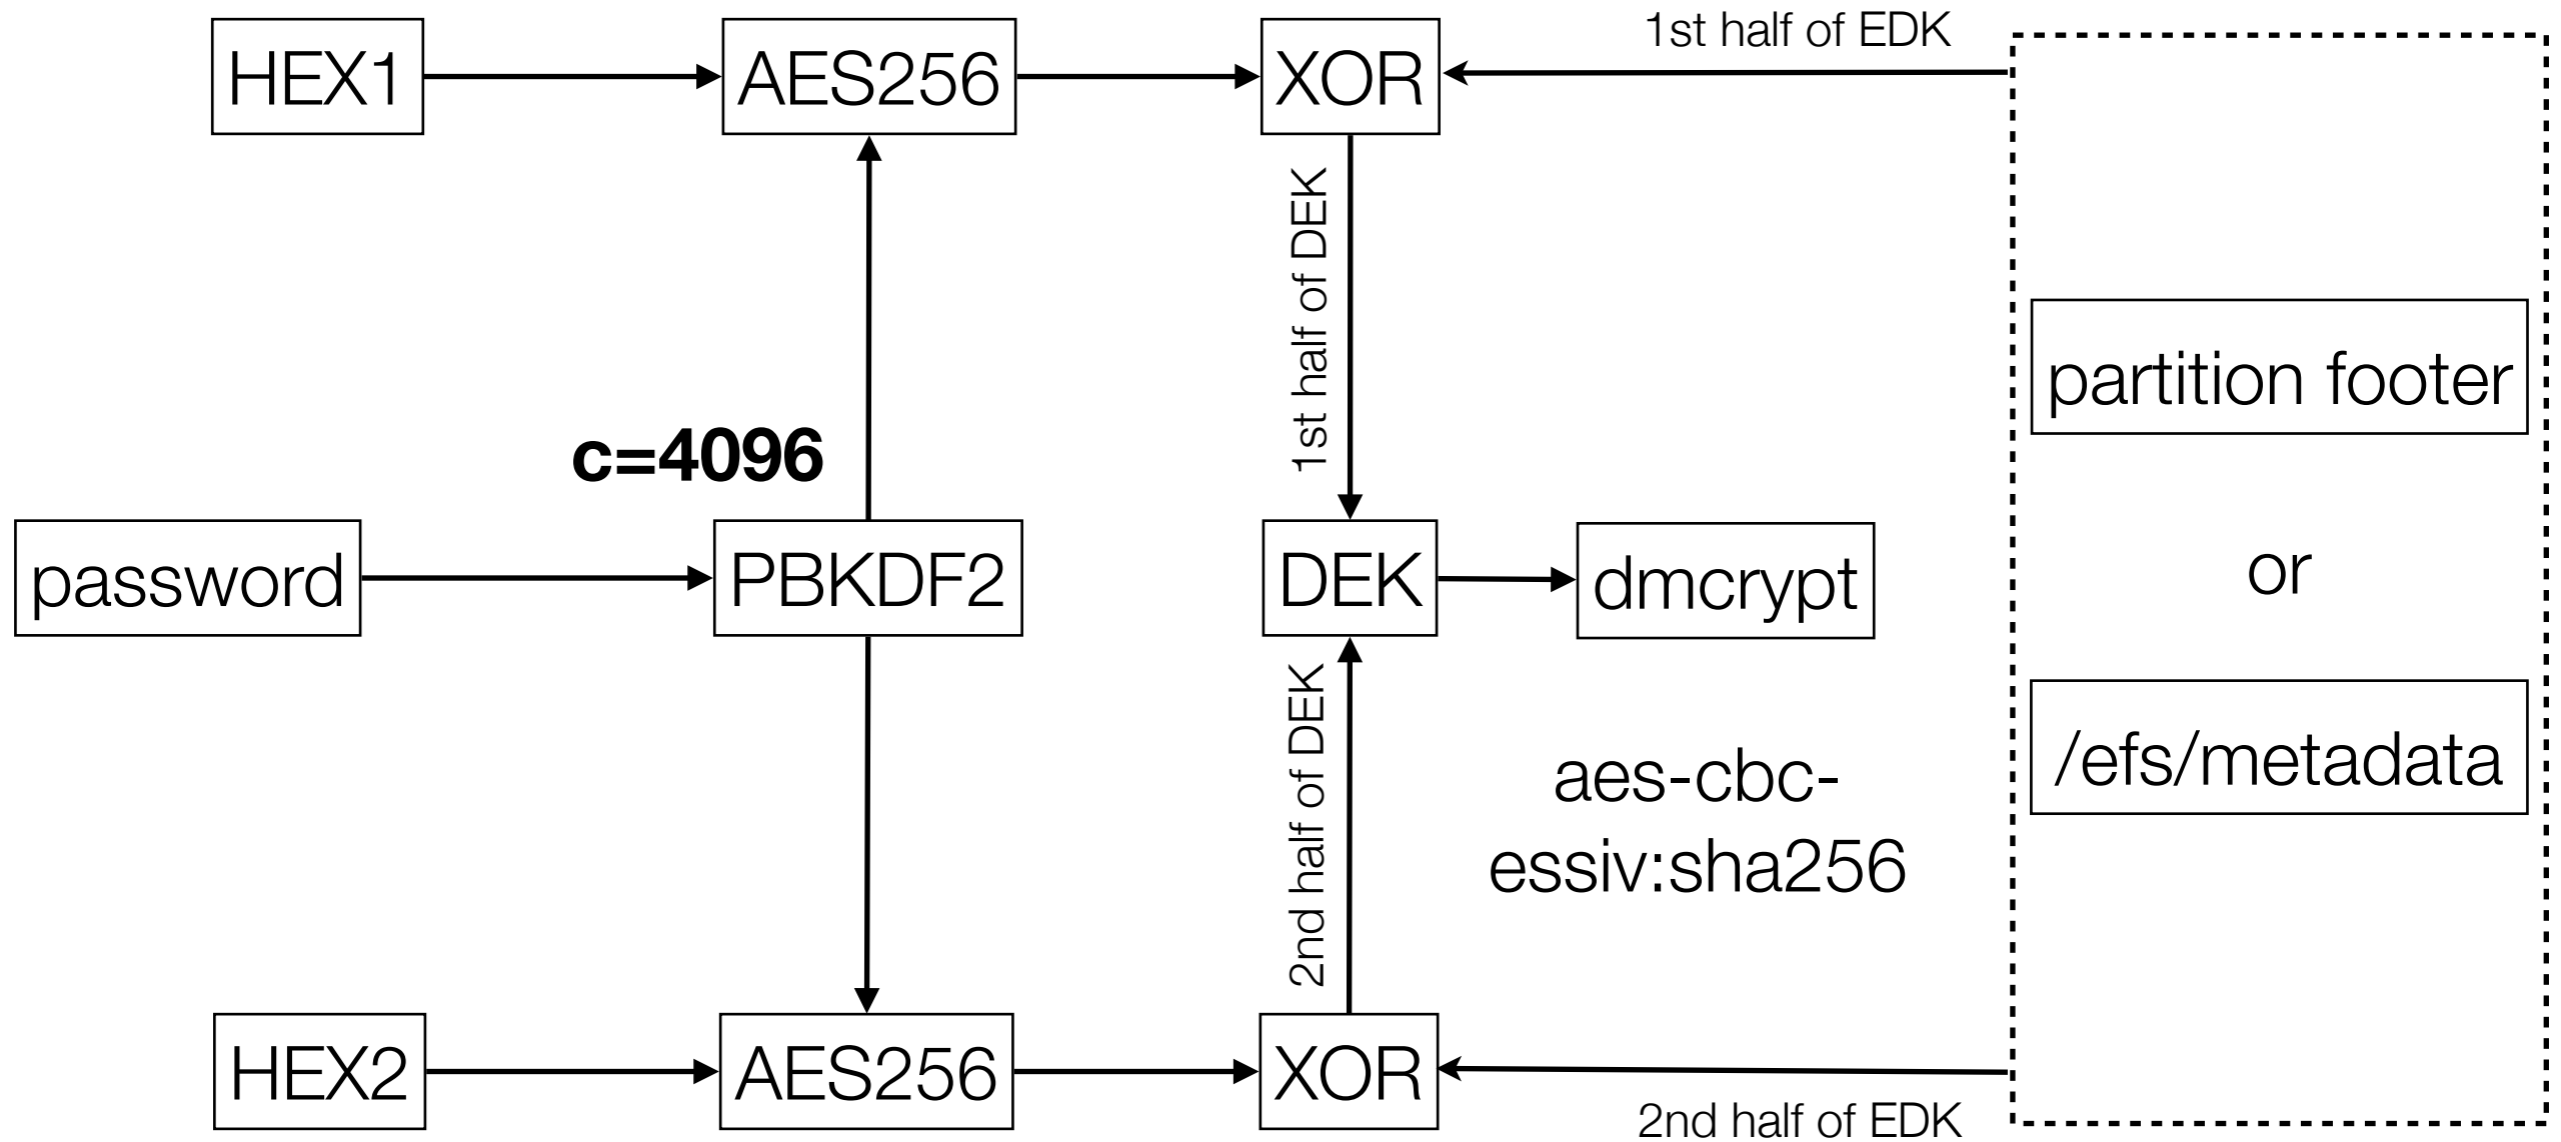 HEX1
AES256
XOR
1st half of EDK
1st half of DEK
partition footer
c=4096
password
PBKDF2
DEK
dmcrypt
or
2nd half of DEK
aes-cbc-
essiv:sha256
/efs/metadata
HEX2
AES256
XOR
2nd half of EDK